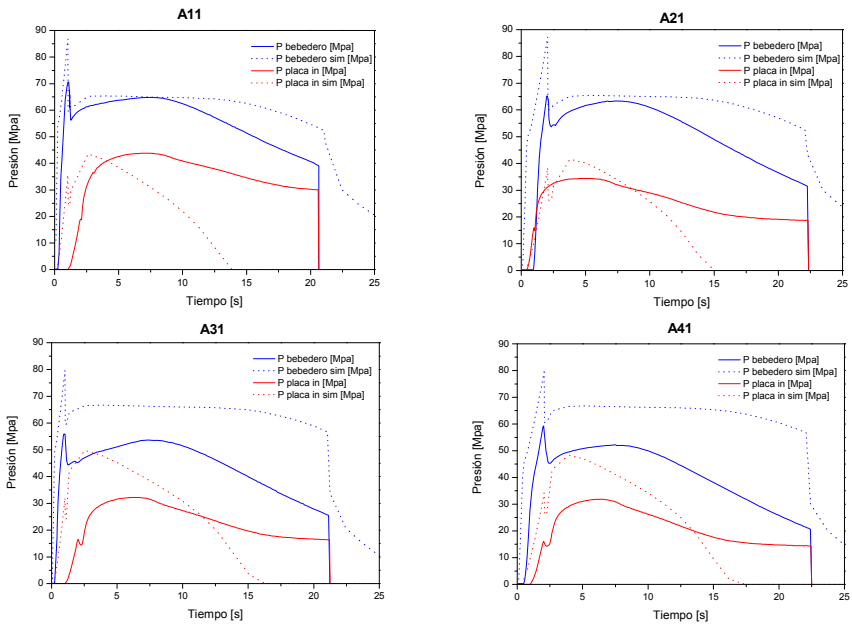 A11
P bebedero [Mpa]
P bebedero sim [Mpa]
P placa in [Mpa]
P placa in sim [Mpa]
Presión [Mpa]
90
80
70
60
50
40
30
20
10
0
0 5 10 15 20 25
Tiempo [s]
A21
P bebedero [Mpa]
P bebedero sim [Mpa]
P placa in [Mpa]
P placa in sim [Mpa]
Presión [Mpa]
90
80
70
60
50
40
30
20
10
0
0 5 10 15 20 25
Tiempo [s]
A31
P bebedero [Mpa]
P bebedero sim [Mpa]
P placa in [Mpa]
P placa in sim [Mpa]
Presión [Mpa]
90
80
70
60
50
40
30
20
10
0
0 5 10 15 20 25
Tiempo [s]
A41
P bebedero [Mpa]
P bebedero sim [Mpa]
P placa in [Mpa]
P placa in sim [Mpa]
Presión [Mpa]
90
80
70
60
50
40
30
20
10
0
0 5 10 15 20 25
Tiempo [s]